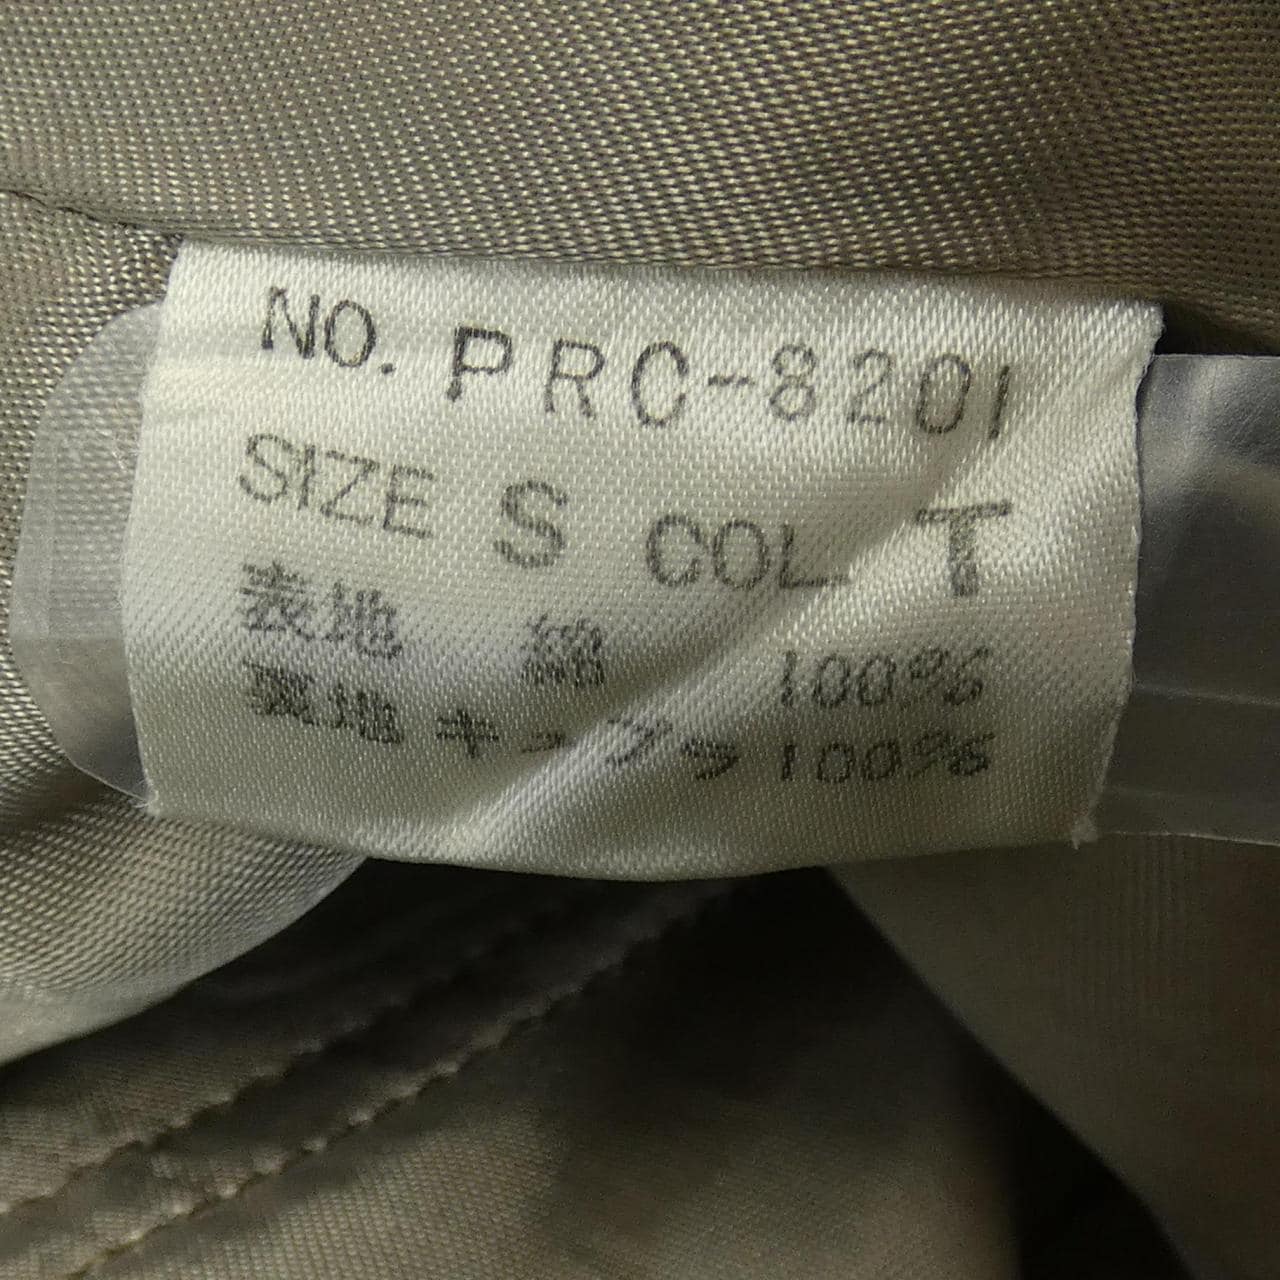 NO. PRC-8201
SIZE S COL. T
表地 綿 100%
裏地 キュプラ 100%